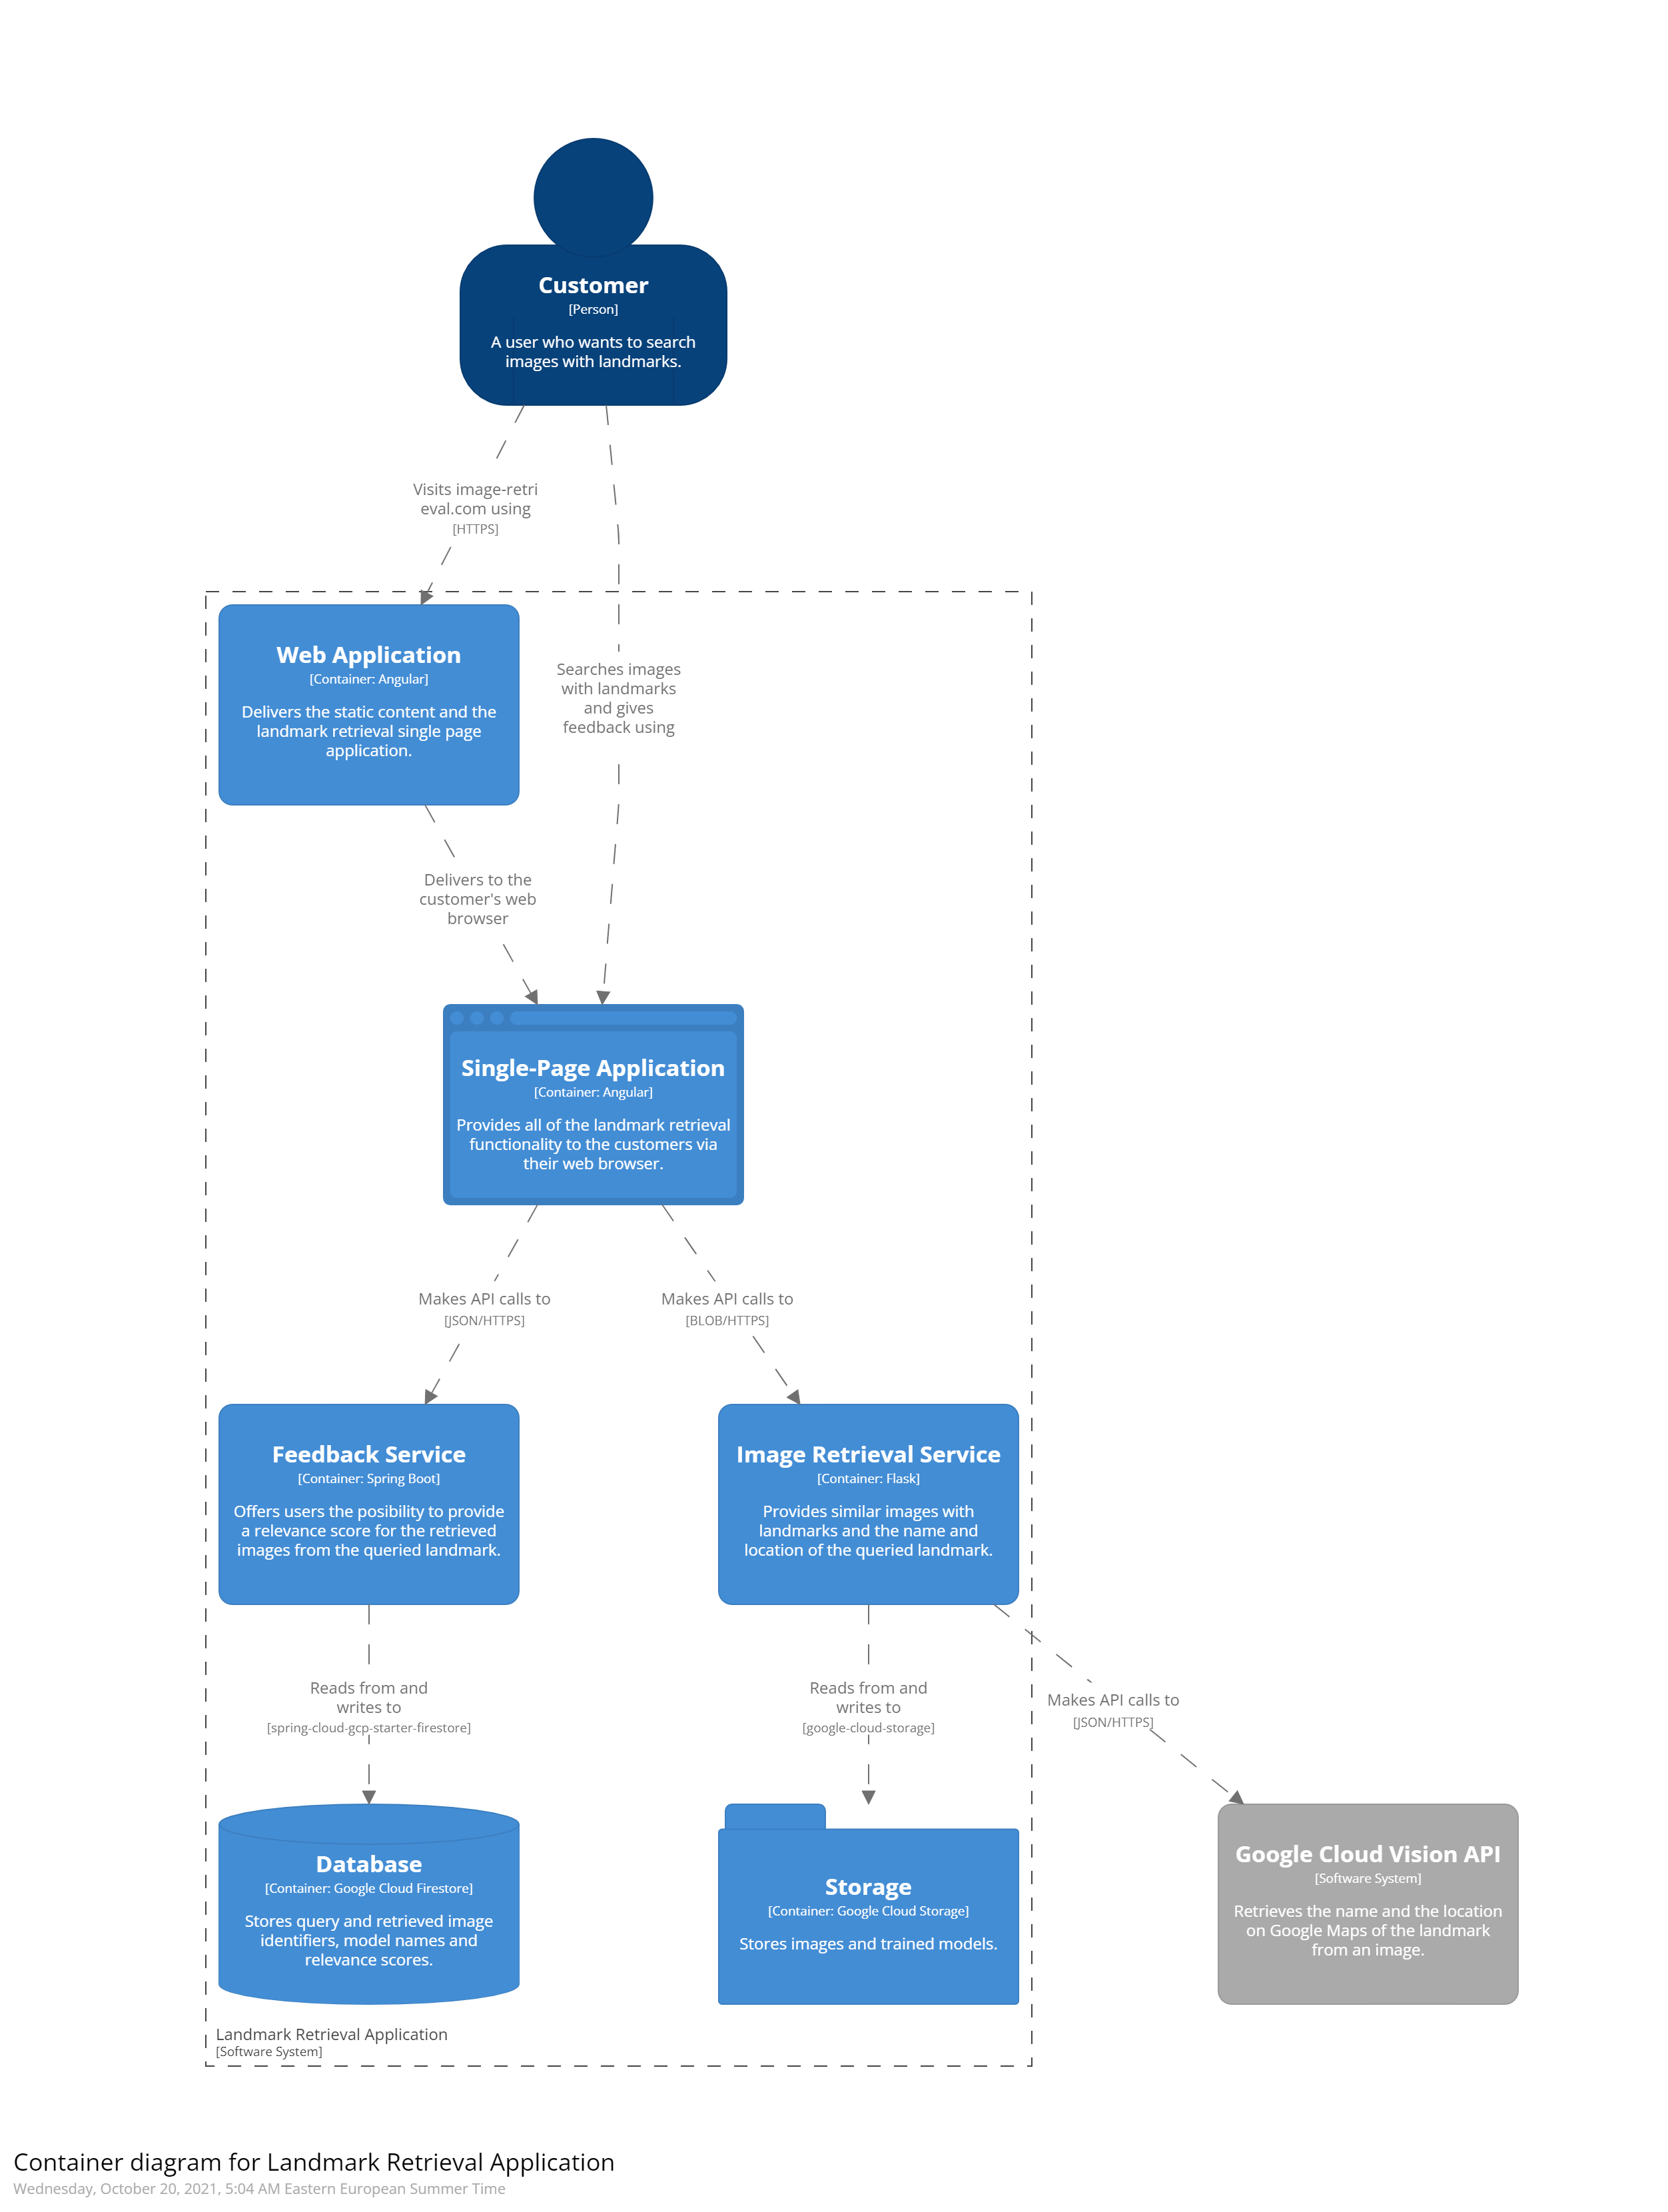 Customer
[Person]
A user who wants to search
images with landmarks.
Visits image-retri
eval.com using
[HTTPS]
Web Application
[Container: Angular]
Delivers the static content and the
landmark retrieval single page
application.
Searches images
with landmarks
and gives
feedback using
Delivers to the
customer's web
browser
Single-Page Application
[Container: Angular]
Provides all of the landmark retrieval
functionality to the customers via
their web browser.
Makes API calls to
[JSON/HTTPS]
Makes API calls to
[BLOB/HTTPS]
Feedback Service
[Container: Spring Boot]
Offers users the posibility to provide
a relevance score for the retrieved
images from the queried landmark.
Image Retrieval Service
[Container: Flask]
Provides similar images with
landmarks and the name and
location of the queried landmark.
Reads from and
writes to
[spring-cloud-gcp-starter-firestore]
Reads from and
writes to
[google-cloud-storage]
Makes API calls to
[JSON/HTTPS]
Database
[Container: Google Cloud Firestore]
Stores query and retrieved image
identifiers, model names and
relevance scores.
Storage
[Container: Google Cloud Storage]
Stores images and trained models.
Google Cloud Vision API
[Software System]
Retrieves the name and the location
on Google Maps of the landmark
from an image.
Landmark Retrieval Application
[Software System]
Container diagram for Landmark Retrieval Application
Wednesday, October 20, 2021, 5:04 AM Eastern European Summer Time